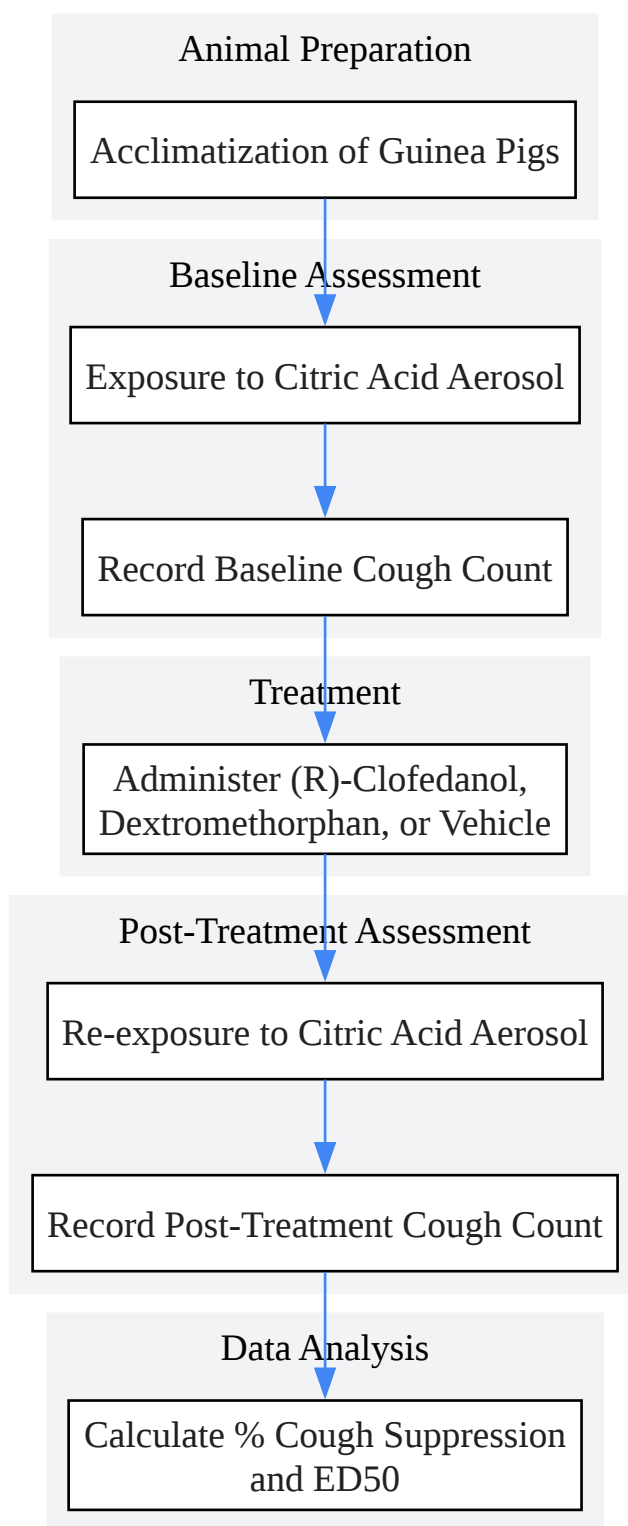 Animal Preparation
Acclimatization of Guinea Pigs
Baseline Assessment
Exposure to Citric Acid Aerosol
Record Baseline Cough Count
Treatment
Administer (R)-Clofedanol,
Dextromethorphan, or Vehicle
Post-Treatment Assessment
Re-exposure to Citric Acid Aerosol
Record Post-Treatment Cough Count
Data Analysis
Calculate % Cough Suppression
and ED50